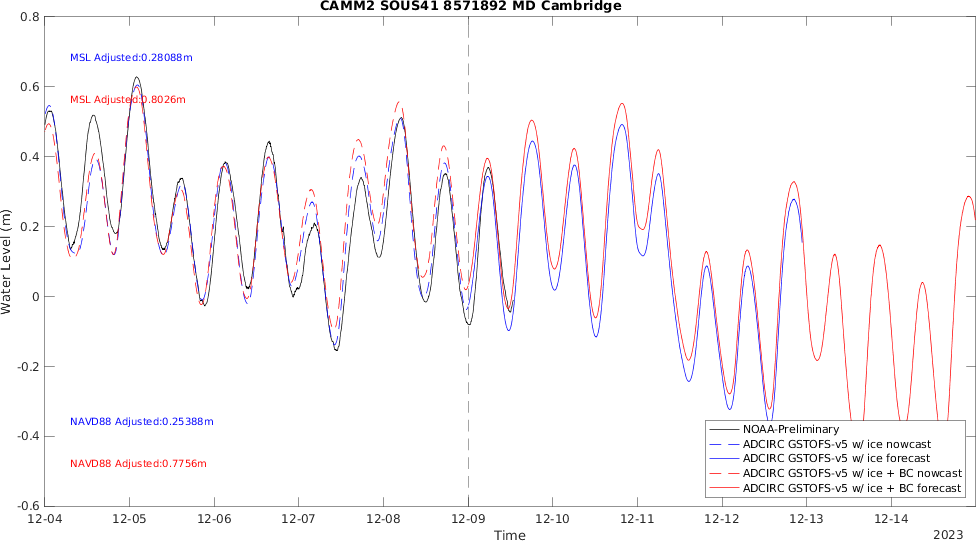 CAMM2 SOUS41 8571892 MD Cambridge
0.8
MSL Adjusted:0.28088m
0.6
MSL Adjusted:0.8026m
0.4
0.2
Water Level (m)
0
-0.2
NAVD88 Adjusted:0.25388m
NOAA-Preliminary
-0.4
ADCIRC GSTOFS-v5 w/ ice nowcast
ADCIRC GSTOFS-v5 w/ ice forecast
NAVD88 Adjusted:0.7756m
ADCIRC GSTOFS-v5 w/ ice + BC nowcast
ADCIRC GSTOFS-v5 w/ ice + BC forecast
-0.6
12-04 12-05 12-06 12-07 12-08 12-09 12-10 12-11 12-12 12-13 12-14
Time
2023